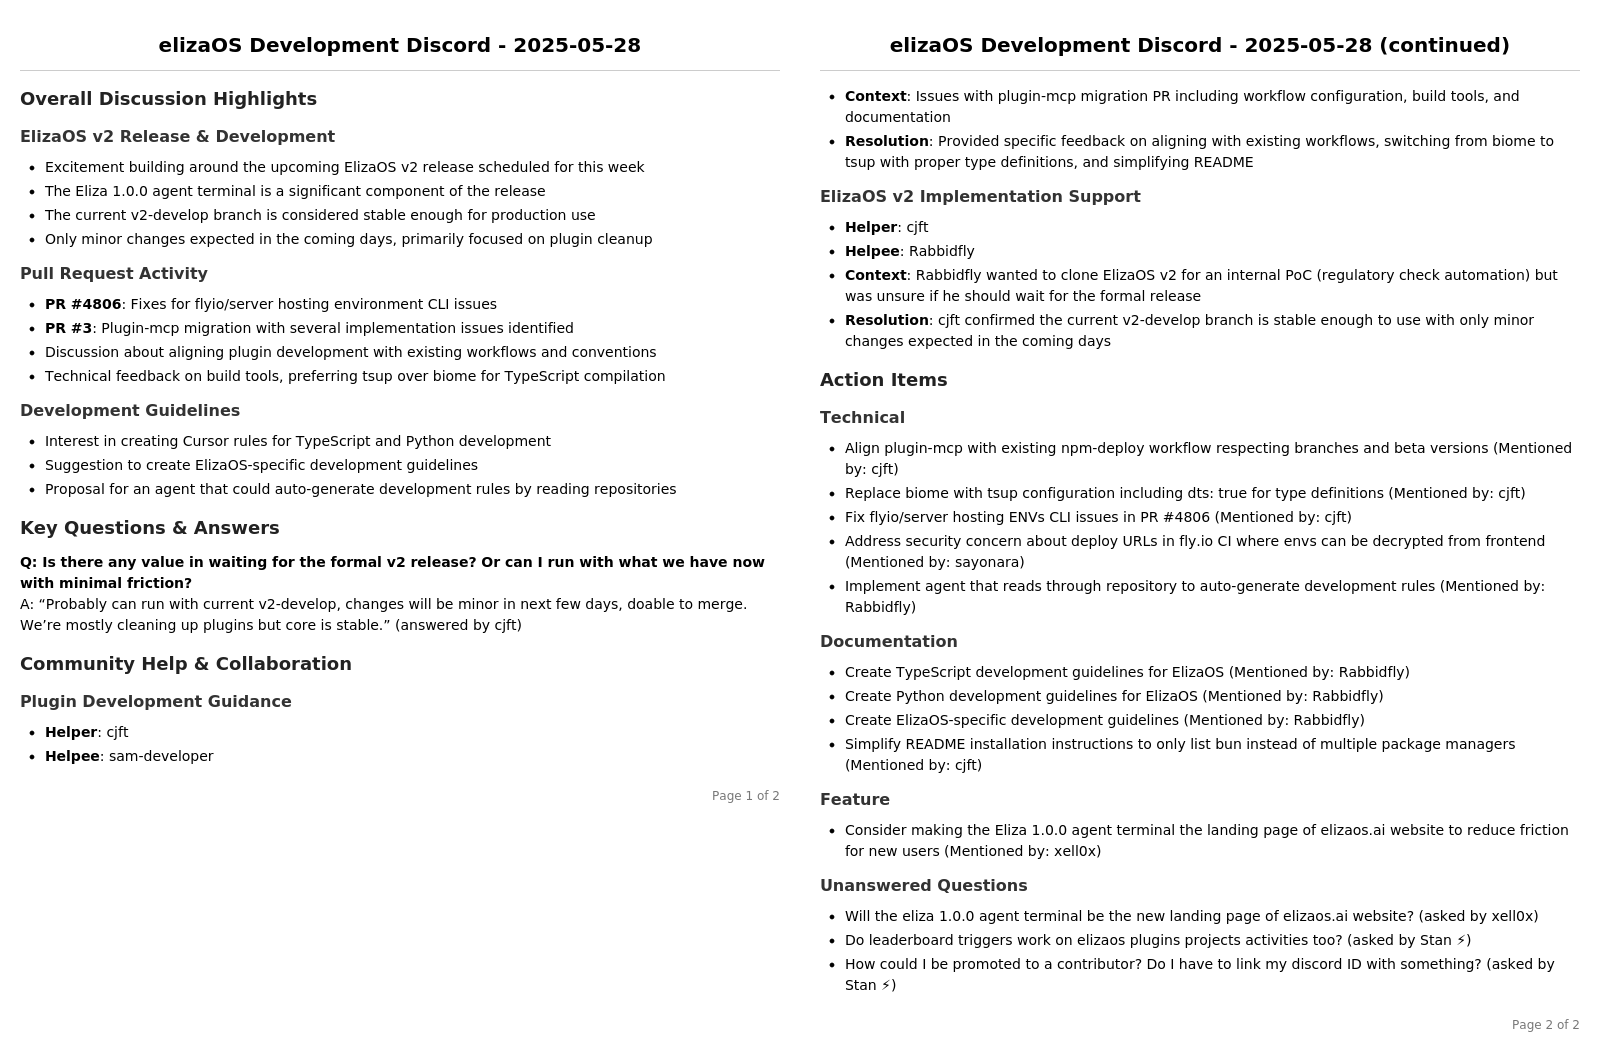 elizaOS Development Discord - 2025-05-28
Overall Discussion Highlights
ElizaOS v2 Release & Development
• Excitement building around the upcoming ElizaOS v2 release scheduled for this week
• The Eliza 1.0.0 agent terminal is a significant component of the release
• The current v2-develop branch is considered stable enough for production use
• Only minor changes expected in the coming days, primarily focused on plugin cleanup
Pull Request Activity
• PR #4806: Fixes for flyio/server hosting environment CLI issues
• PR #3: Plugin-mcp migration with several implementation issues identified
• Discussion about aligning plugin development with existing workflows and conventions
• Technical feedback on build tools, preferring tsup over biome for TypeScript compilation
Development Guidelines
• Interest in creating Cursor rules for TypeScript and Python development
• Suggestion to create ElizaOS-specific development guidelines
• Proposal for an agent that could auto-generate development rules by reading repositories
Key Questions & Answers
Q: Is there any value in waiting for the formal v2 release? Or can I run with what we have now
with minimal friction?
A: “Probably can run with current v2-develop, changes will be minor in next few days, doable to merge.
We’re mostly cleaning up plugins but core is stable.” (answered by cjft)
Community Help & Collaboration
Plugin Development Guidance
• Helper: cjft
• Helpee: sam-developer
Page 1 of 2
elizaOS Development Discord - 2025-05-28 (continued)
• Context: Issues with plugin-mcp migration PR including workflow configuration, build tools, and
documentation
• Resolution: Provided specific feedback on aligning with existing workflows, switching from biome to
tsup with proper type definitions, and simplifying README
ElizaOS v2 Implementation Support
• Helper: cjft
• Helpee: Rabbidfly
• Context: Rabbidfly wanted to clone ElizaOS v2 for an internal PoC (regulatory check automation) but
was unsure if he should wait for the formal release
• Resolution: cjft confirmed the current v2-develop branch is stable enough to use with only minor
changes expected in the coming days
Action Items
Technical
• Align plugin-mcp with existing npm-deploy workflow respecting branches and beta versions (Mentioned
by: cjft)
• Replace biome with tsup configuration including dts: true for type definitions (Mentioned by: cjft)
• Fix flyio/server hosting ENVs CLI issues in PR #4806 (Mentioned by: cjft)
• Address security concern about deploy URLs in fly.io CI where envs can be decrypted from frontend
(Mentioned by: sayonara)
• Implement agent that reads through repository to auto-generate development rules (Mentioned by:
Rabbidfly)
Documentation
• Create TypeScript development guidelines for ElizaOS (Mentioned by: Rabbidfly)
• Create Python development guidelines for ElizaOS (Mentioned by: Rabbidfly)
• Create ElizaOS-specific development guidelines (Mentioned by: Rabbidfly)
• Simplify README installation instructions to only list bun instead of multiple package managers
(Mentioned by: cjft)
Feature
• Consider making the Eliza 1.0.0 agent terminal the landing page of elizaos.ai website to reduce friction
for new users (Mentioned by: xell0x)
Unanswered Questions
• Will the eliza 1.0.0 agent terminal be the new landing page of elizaos.ai website? (asked by xell0x)
• Do leaderboard triggers work on elizaos plugins projects activities too? (asked by Stan ⚡)
• How could I be promoted to a contributor? Do I have to link my discord ID with something? (asked by
Stan ⚡)
Page 2 of 2